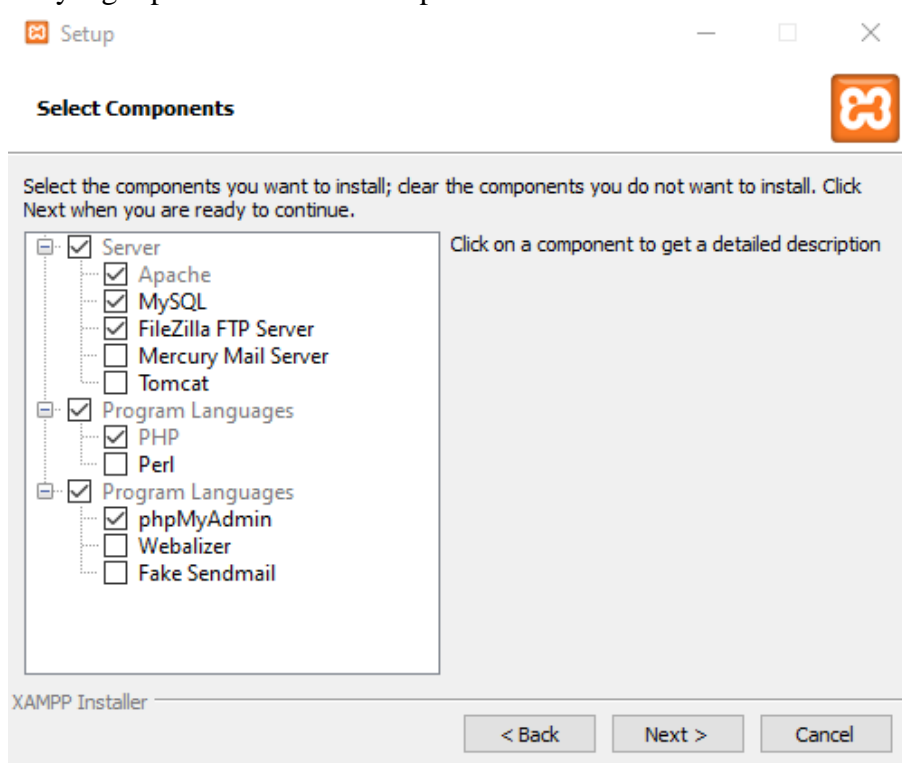 Setup
Select Components
Select the components you want to install; clear the components you do not want to install. Click
Next when you are ready to continue.
Server
Apache
MySQL
FileZilla FTP Server
Mercury Mail Server
Tomcat
Program Languages
PHP
Perl
Program Languages
phpMyAdmin
Webalizer
Fake Sendmail
Click on a component to get a detailed description
XAMPP Installer
< Back
Next >
Cancel